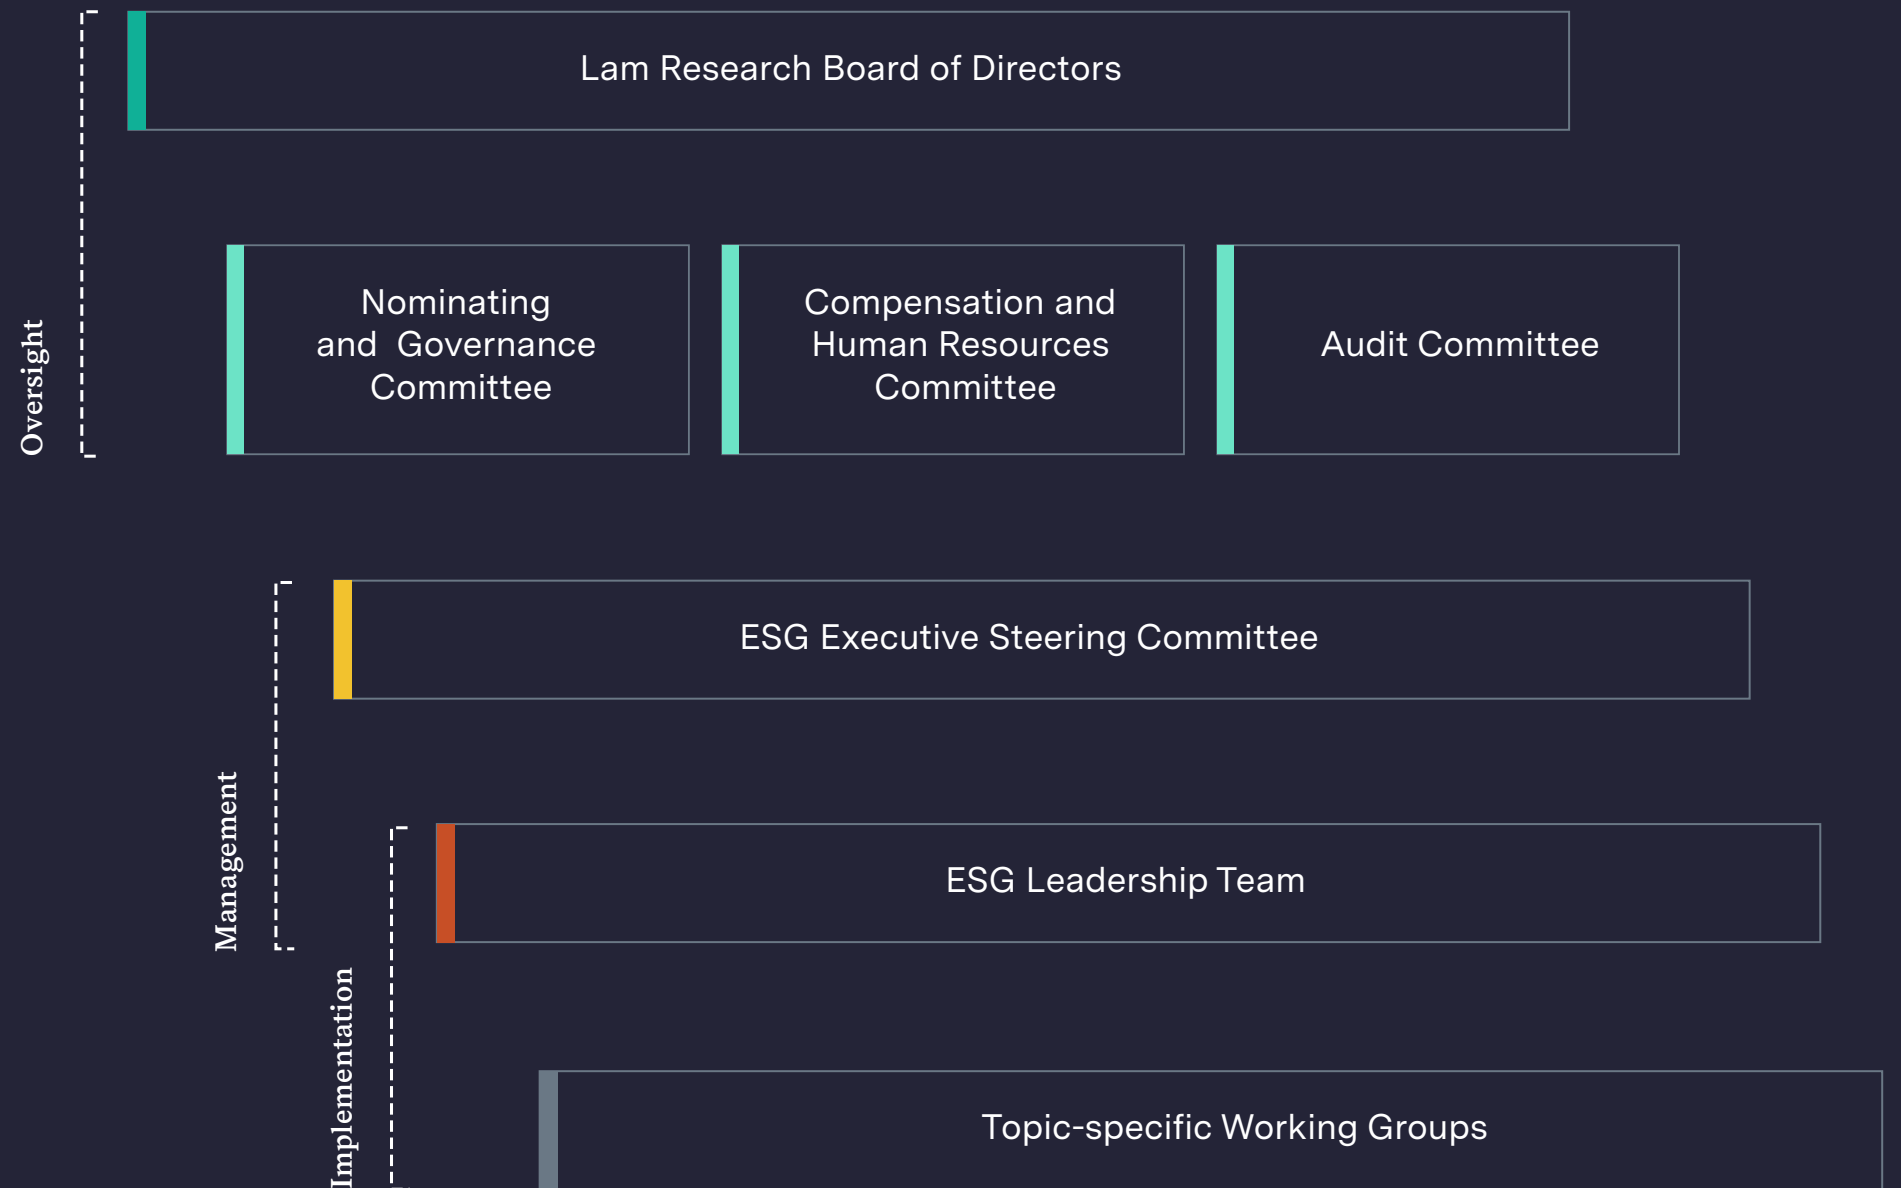 Lam Research Board of Directors
Oversight
Nominating
and Governance
Committee
Compensation and
Human Resources
Committee
Audit Committee
ESG Executive Steering Committee
Management
ESG Leadership Team
Implementation
Topic-specific Working Groups